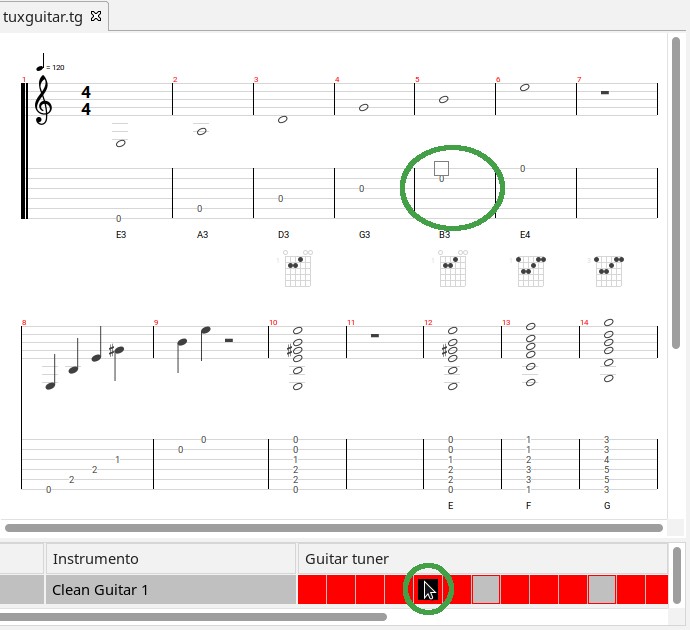 tuxguitar.tg
= 120
1 2 3 4 5 6 7
4
4
0 0 0 0 0 0
E3 A3 D3 G3 B3 E4
8 9 10 11 12 13 14
0 0 0 1 3
0 0 0 1 3
1 1 1 2 4
2 2 2 3 5
2 2 2 3 5
0 0 0 1 3
E F G
Instrumento Guitar tuner
Clean Guitar 1